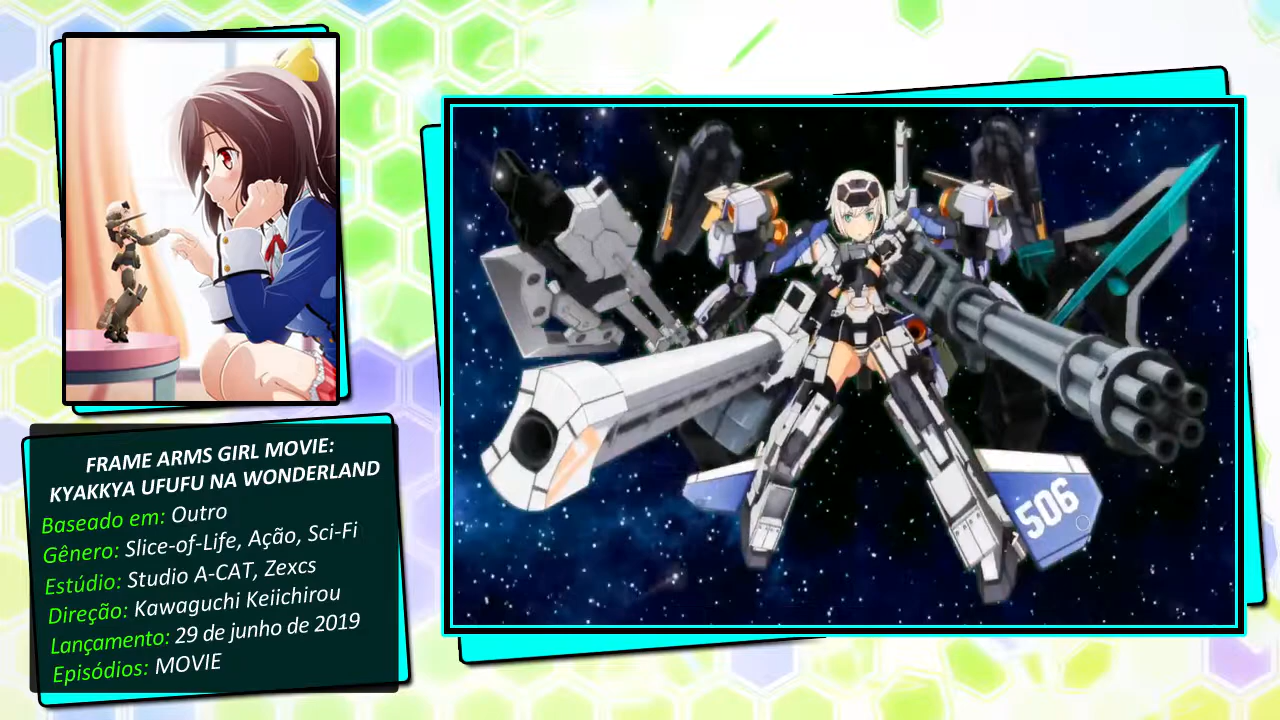 FRAME ARMS GIRL MOVIE:
KYAKKYA UFUFU NA WONDERLAND
Baseado em: Outro
Gênero: Slice-of-Life, Ação, Sci-Fi
Estúdio: Studio A-CAT, Zexcs
Direção: Kawaguchi Keiichirou
Lançamento: 29 de junho de 2019
Episódios: MOVIE
506